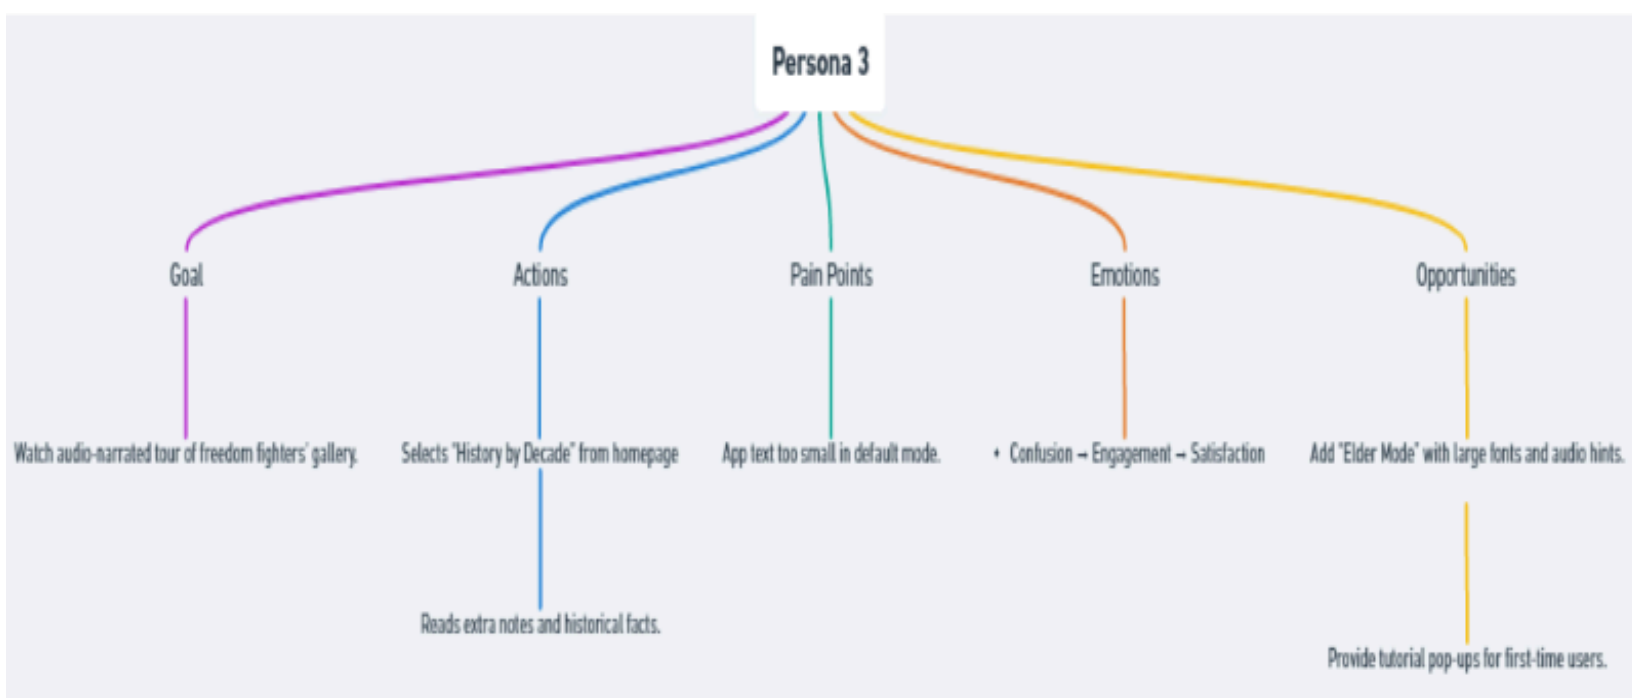 Persona 3
Goal
Actions
Pain Points
Emotions
Opportunities
Watch audio-narrated tour of freedom fighters' gallery.
Selects "History by Decade" from homepage
App text too small in default mode.
• Confusion → Engagement → Satisfaction
Add "Elder Mode" with large fonts and audio hints.
Reads extra notes and historical facts.
Provide tutorial pop-ups for first-time users.